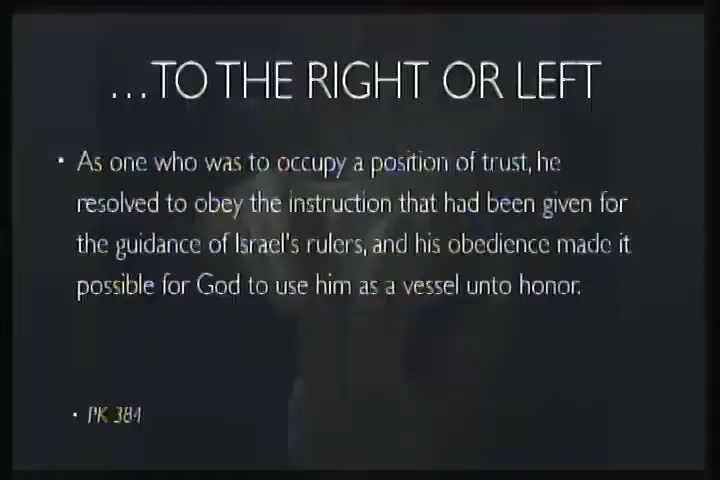 ...TO THE RIGHT OR LEFT
• As one who was to occupy a position of trust, he
resolved to obey the instruction that had been given for
the guidance of Israel's rulers, and his obedience made it
possible for God to use him as a vessel unto honor.
• PK 384